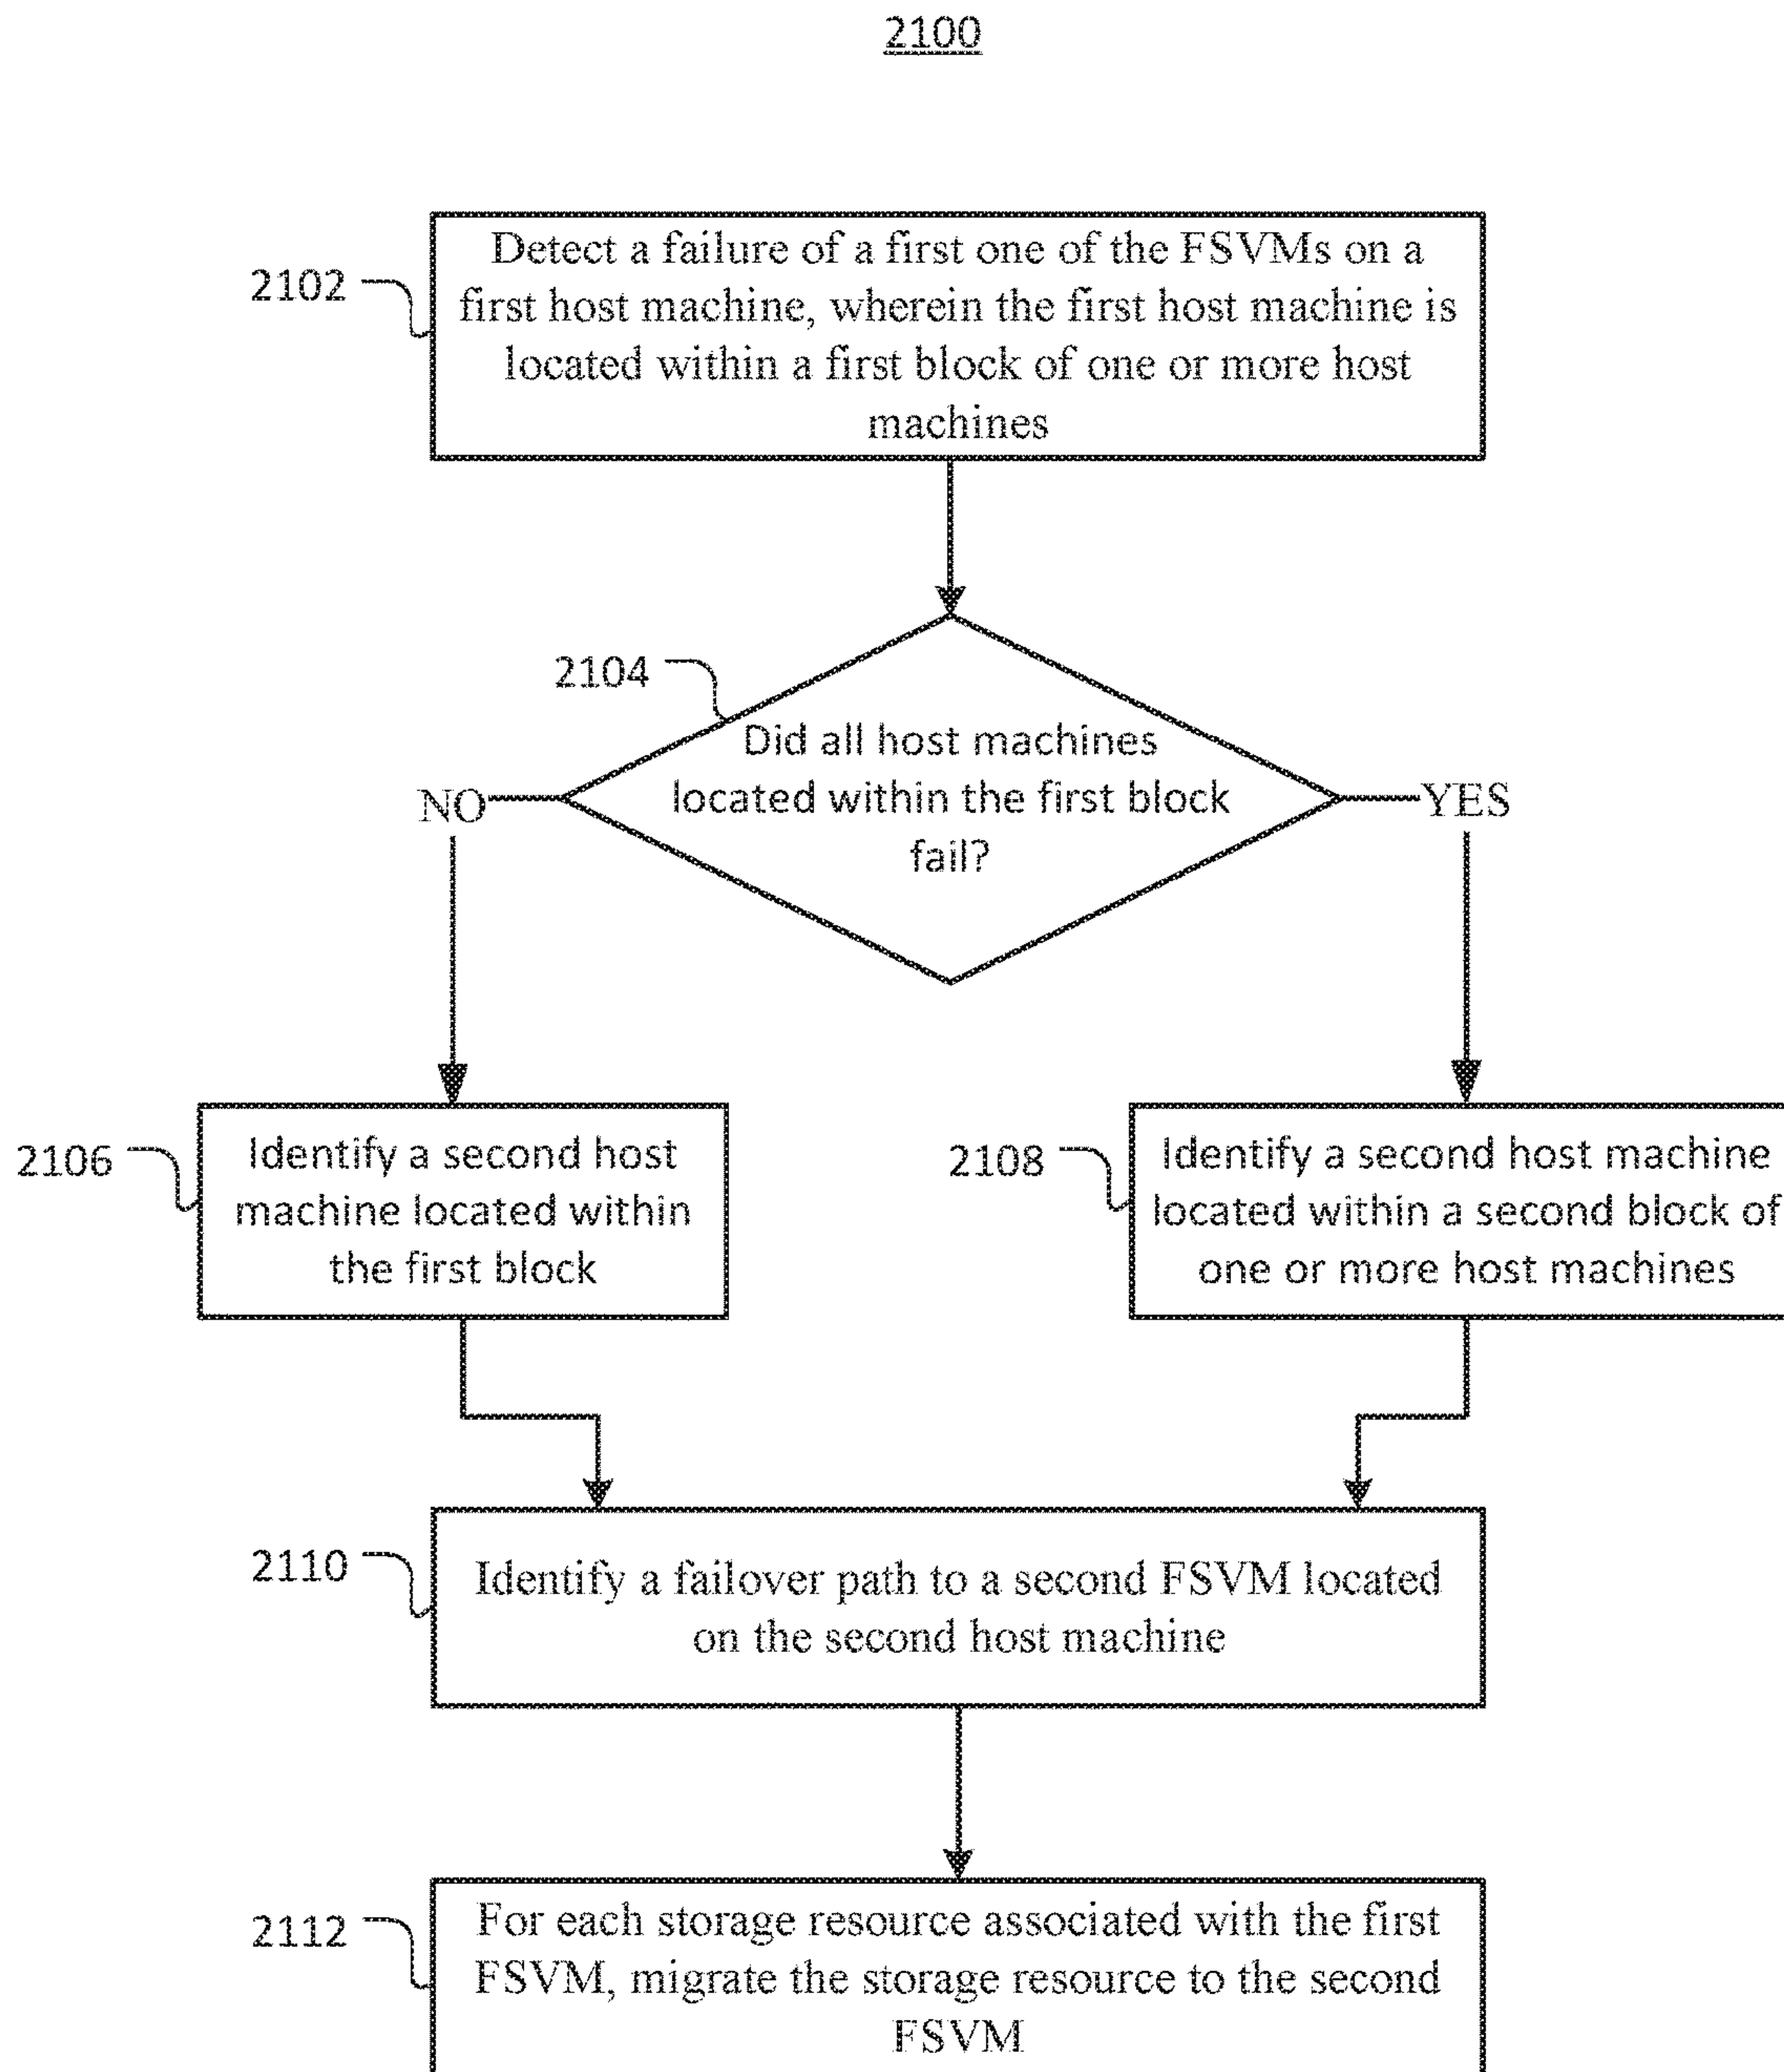 2100
2102
Detect a failure of a first one of the FSVMs on a
first host machine, wherein the first host machine is
located within a first block of one or more host
machines
2104
Did all host machines
located within the first block
fail?
NO
YES
2106
Identify a second host
machine located within
the first block
2108
Identify a second host machine
located within a second block of
one or more host machines
2110
Identify a failover path to a second FSVM located
on the second host machine
2112
For each storage resource associated with the first
FSVM, migrate the storage resource to the second
FSVM